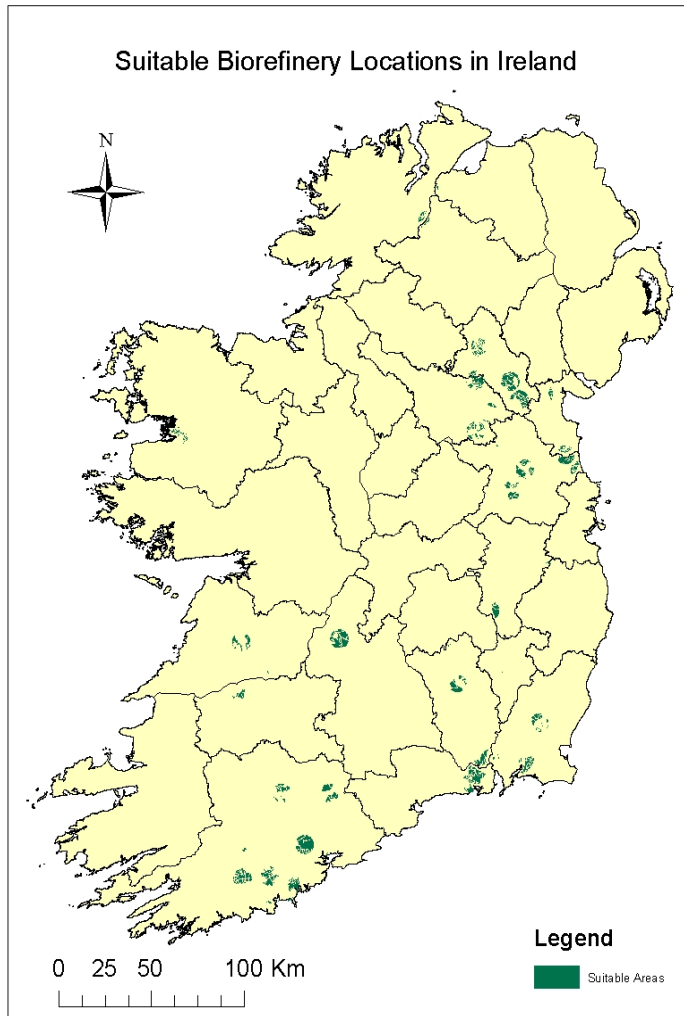 Suitable Biorefinery Locations in Ireland
N
Legend
0 25 50 100 Km
Suitable Areas